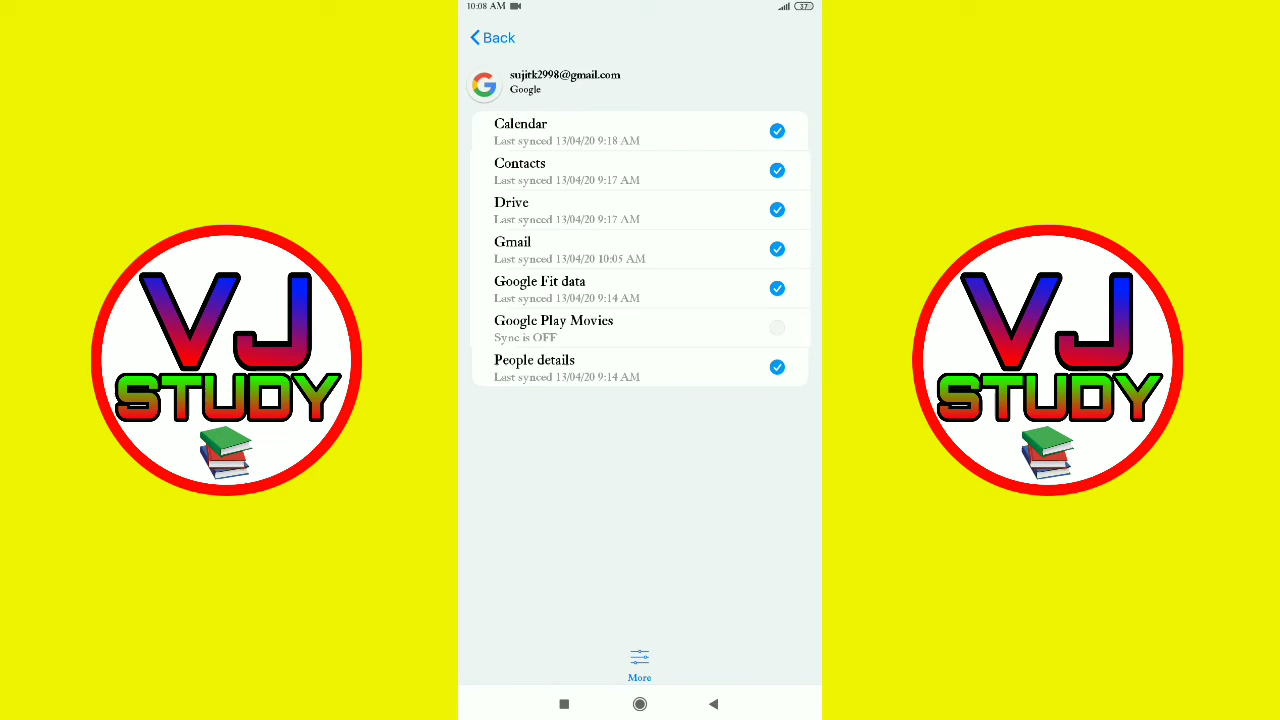 10:08 AM
37
Back
sujitk2998@gmail.com
Google
Calendar
Last synced 13/04/20 9:18 AM
Contacts
Last synced 13/04/20 9:17 AM
Drive
Last synced 13/04/20 9:17 AM
Gmail
Last synced 13/04/20 10:05 AM
Google Fit data
Last synced 13/04/20 9:14 AM
Google Play Movies
Sync is OFF
People details
Last synced 13/04/20 9:14 AM
More
VJ
STUDY
VJ
STUDY